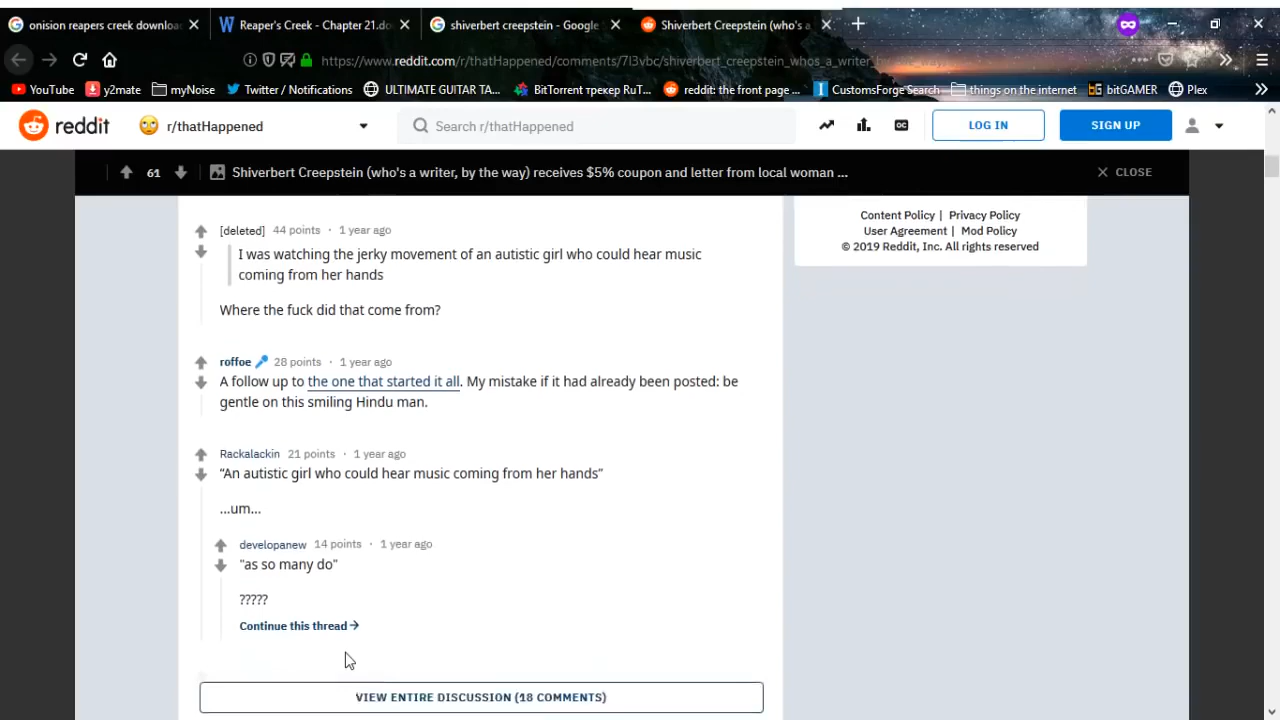 onision reapers creek downloa
Reaper's Creek - Chapter 21.do
shiverbert creepstein - Google
Shiverbert Creepstein (who's a
https://www.reddit.com/r/thatHappened/comments/7l3vbc/shiverbert_creepstein_whos_a_writer_by_the_way
YouTube
y2mate
myNoise
Twitter / Notifications
ULTIMATE GUITAR TA...
BitTorrent трекер RuT...
reddit: the front page ...
CustomsForge Search
things on the internet
bitGAMER
Plex
reddit
r/thatHappened
Search r/thatHappened
LOG IN
SIGN UP
61
Shiverbert Creepstein (who's a writer, by the way) receives $5% coupon and letter from local woman ...
CLOSE
Content Policy | Privacy Policy
User Agreement | Mod Policy
© 2019 Reddit, Inc. All rights reserved
[deleted] 44 points · 1 year ago
I was watching the jerky movement of an autistic girl who could hear music
coming from her hands
Where the fuck did that come from?
roffoe 28 points · 1 year ago
A follow up to the one that started it all. My mistake if it had already been posted: be
gentle on this smiling Hindu man.
Rackalackin 21 points · 1 year ago
“An autistic girl who could hear music coming from her hands”
...um...
developanew 14 points · 1 year ago
"as so many do"
?????
Continue this thread
VIEW ENTIRE DISCUSSION (18 COMMENTS)